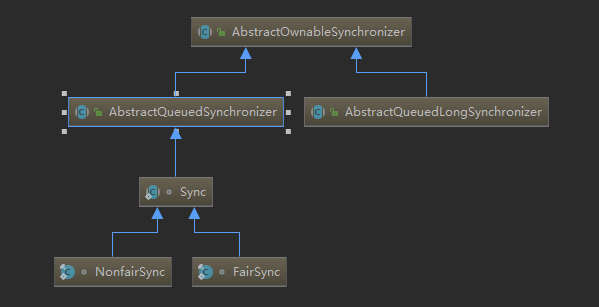 AbstractOwnableSynchronizer
AbstractQueuedSynchronizer
AbstractQueuedLongSynchronizer
Sync
NonfairSync
FairSync